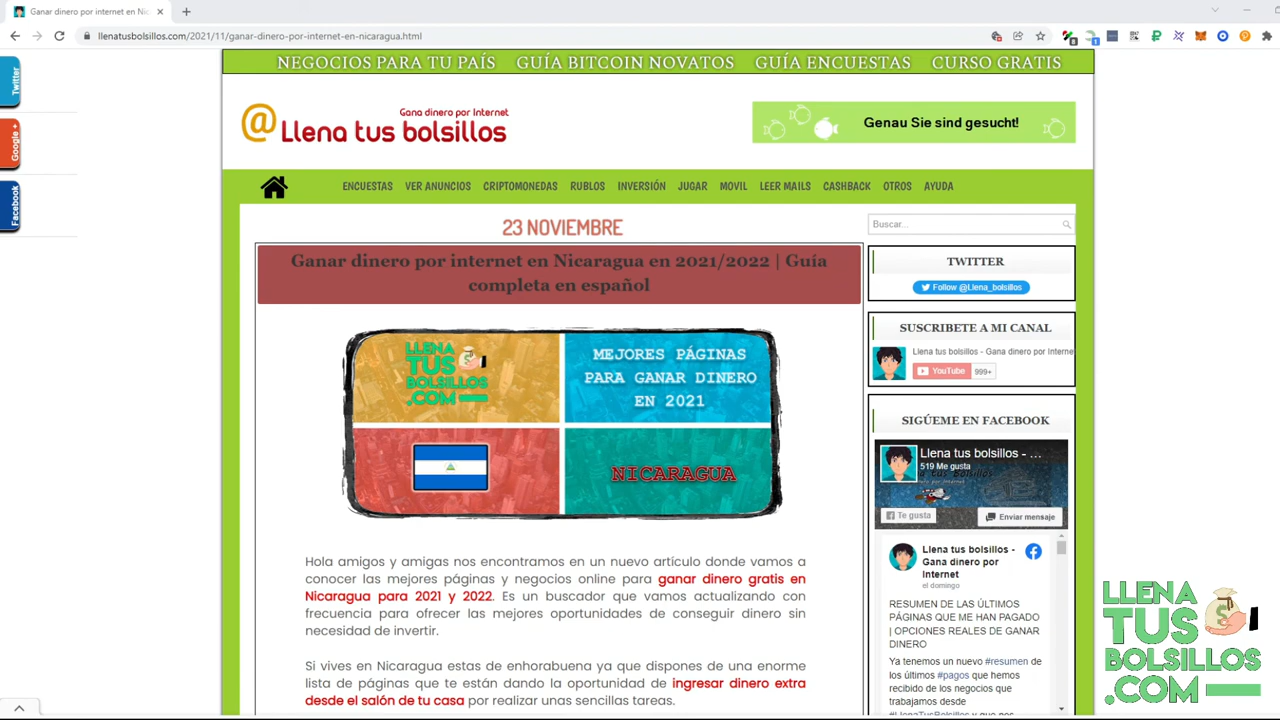 Ganar dinero por internet en Nic
llenatusbolsillos.com/2021/11/ganar-dinero-por-internet-en-nicaragua.html
Twitter
Google +
Facebook
NEGOCIOS PARA TU PAÍS GUÍA BITCOIN NOVATOS GUÍA ENCUESTAS CURSO GRATIS
@ Gana dinero por Internet
Llena tus bolsillos
Genau Sie sind gesucht!
ENCUESTAS VER ANUNCIOS CRIPTOMONEDAS RUBLOS INVERSIÓN JUGAR MOVIL LEER MAILS CASHBACK OTROS AYUDA
23 NOVIEMBRE
Ganar dinero por internet en Nicaragua en 2021/2022 | Guía
completa en español
LLENA
TUS
BOLSILLOS
.COM
MEJORES PÁGINAS
PARA GANAR DINERO
EN 2021
NICARAGUA
Hola amigos y amigas nos encontramos en un nuevo artículo donde vamos a
conocer las mejores páginas y negocios online para ganar dinero gratis en
Nicaragua para 2021 y 2022. Es un buscador que vamos actualizando con
frecuencia para ofrecer las mejores oportunidades de conseguir dinero sin
necesidad de invertir.
Si vives en Nicaragua estas de enhorabuena ya que dispones de una enorme
lista de páginas que te están dando la oportunidad de ingresar dinero extra
desde el salón de tu casa por realizar unas sencillas tareas.
Buscar...
TWITTER
Follow @Llena_bolsillos
SUSCRIBETE A MI CANAL
Llena tus bolsillos - Gana dinero por Interne
YouTube 999+
SIGÚEME EN FACEBOOK
Llena tus bolsillos - ...
519 Me gusta
Te gusta
Enviar mensaje
Llena tus bolsillos -
Gana dinero por
Internet
el domingo
RESUMEN DE LAS ÚLTIMOS
PÁGINAS QUE ME HAN PAGADO
| OPCIONES REALES DE GANAR
DINERO
Ya tenemos un nuevo #resumen de
los últimos #pagos que hemos
recibido de los negocios que
trabajamos desde
LLENA
TUS
BOLSILLOS
.COM